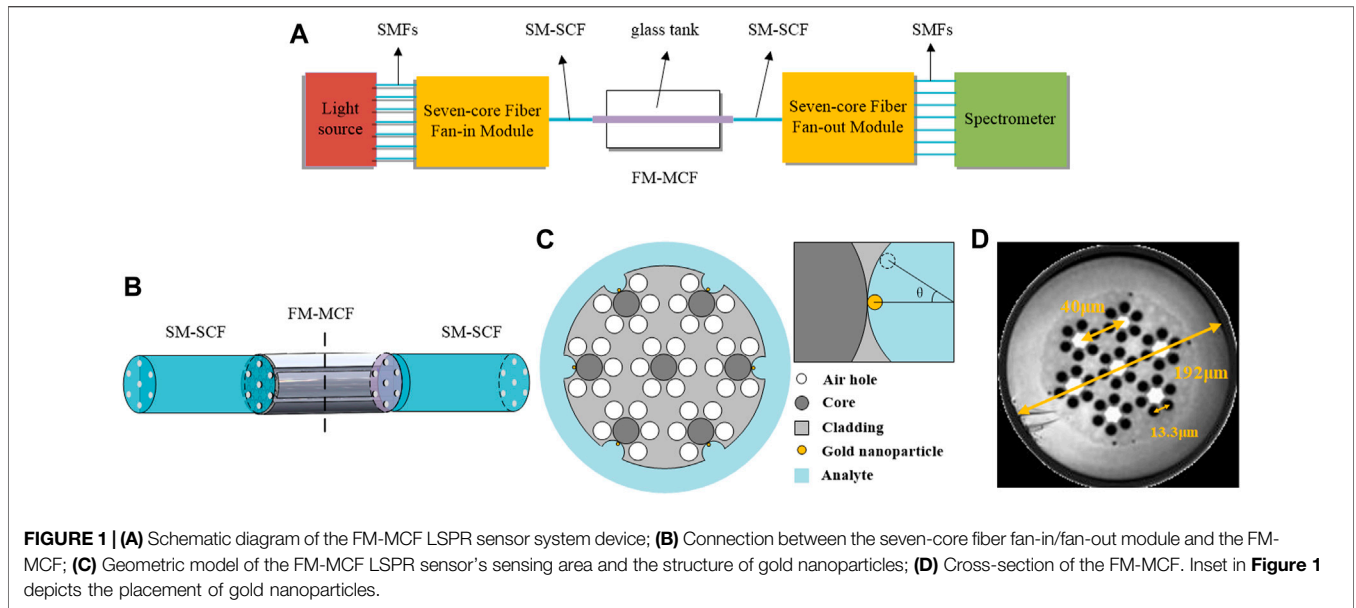 A
SMFs
SM-SCF
glass tank
SM-SCF
SMFs
Light
source
Seven-core Fiber
Fan-in Module
Seven-core Fiber
Fan-out Module
Spectrometer
FM-MCF
B
SM-SCF
FM-MCF
SM-SCF
C
θ
Air hole
Core
Cladding
Gold nanoparticle
Analyte
D
40μm
192μm
13.3μm
FIGURE 1 | (A) Schematic diagram of the FM-MCF LSPR sensor system device; (B) Connection between the seven-core fiber fan-in/fan-out module and the FM-
MCF; (C) Geometric model of the FM-MCF LSPR sensor's sensing area and the structure of gold nanoparticles; (D) Cross-section of the FM-MCF. Inset in Figure 1
depicts the placement of gold nanoparticles.